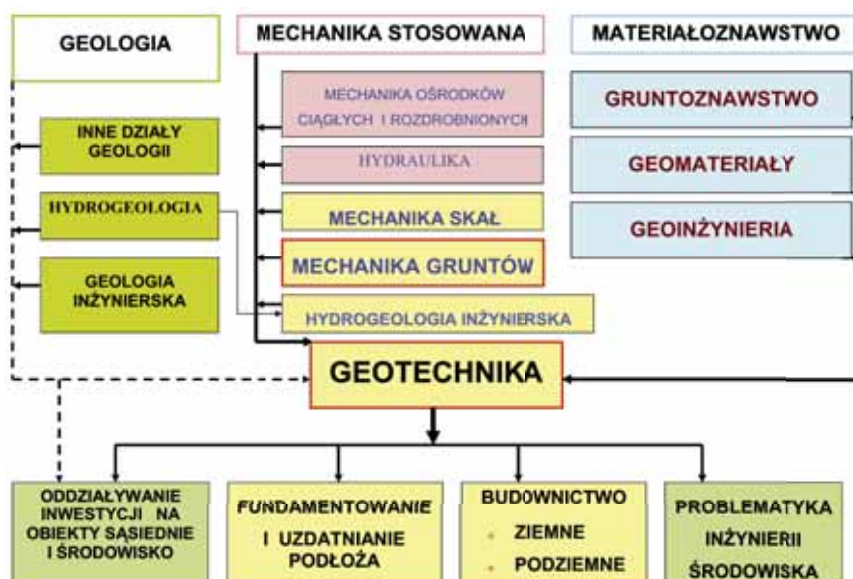 GEOLOGIA
INNE DZIAŁY
GEOLOGII
HYDROGEOLOGIA
GEOLOGIA
INŻYNIERSKA
MECHANIKA STOSOWANA
MECHANIKA OŚRODKÓW
CIĄGŁYCH I ROZDROBNIONYCH
HYDRAULIKA
MECHANIKA SKAŁ
MECHANIKA GRUNTÓW
HYDROGEOLOGIA INŻYNIERSKA
MATERIAŁOZNAWSTWO
GRUNTOZNAWSTWO
GEOMATERIAŁY
GEOINŻYNIERIA
GEOTECHNIKA
ODDZIAŁYWANIE
INWESTYCJI NA
OBIEKTY SĄSIEDNIE
I ŚRODOWISKO
FUNDAMENTOWANIE
I UZDATNIANIE
PODŁOŻA
BUDOWNICTWO
ZIEMNE
PODZIEMNE
PROBLEMATYKA
INŻYNIERII
ŚRODOWISKA